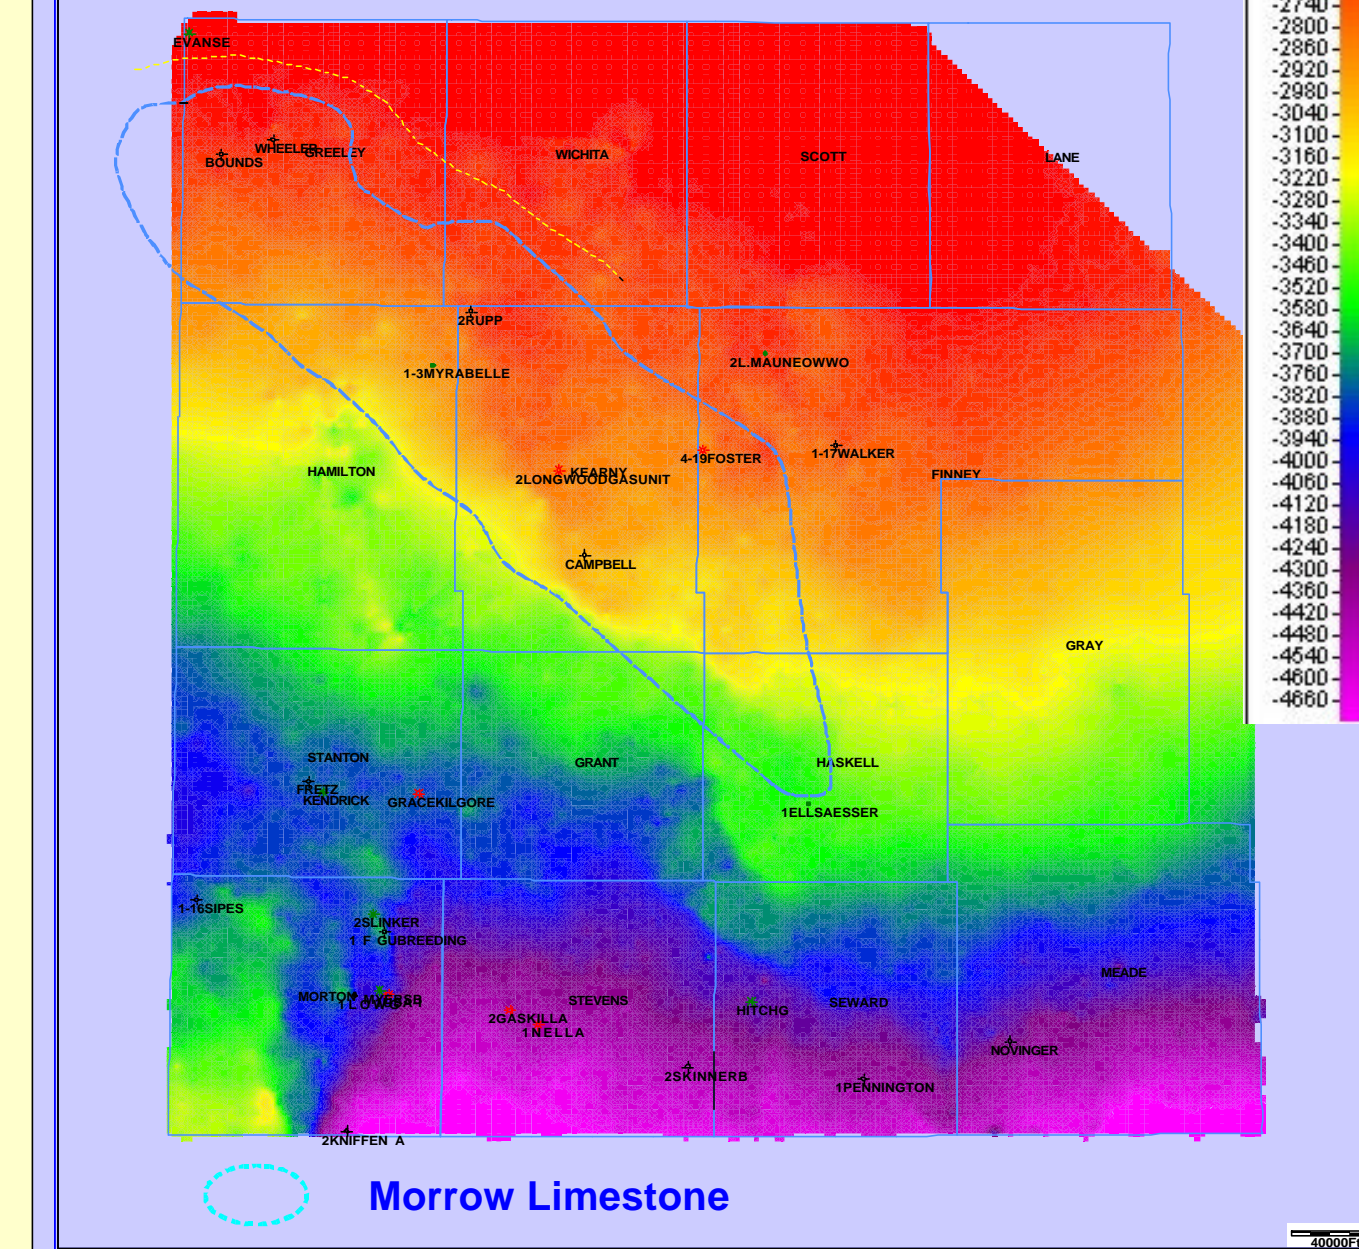 -2740
-2800
-2860
-2920
-2980
-3040
-3100
-3160
-3220
-3280
-3340
-3400
-3460
-3520
-3580
-3640
-3700
-3760
-3820
-3880
-3940
-4000
-4060
-4120
-4180
-4240
-4300
-4360
-4420
-4480
-4540
-4600
-4660
EVANSE
WHEELER
GREELEY
BOUNDS
WICHITA
SCOTT
LANE
2RUPP
1-3MYRABELLE
2L.MAUNEOWWO
HAMILTON
KEARNY
2LONGWOODGASUNIT
4-19FOSTER
1-17WALKER
FINNEY
CAMPBELL
GRAY
STANTON
FRETZ
KENDRICK
GRACEKILGORE
GRANT
HASKELL
1ELLSAESSER
1-16SIPES
2SLINKER
1 F GUBREEDING
MORTON
STEVENS
2GASKILLA
1NELLA
HITCHG
SEWARD
MEADE
NOVINGER
2SKINNERB
1PENNINGTON
2KNIFFEN A
Morrow Limestone